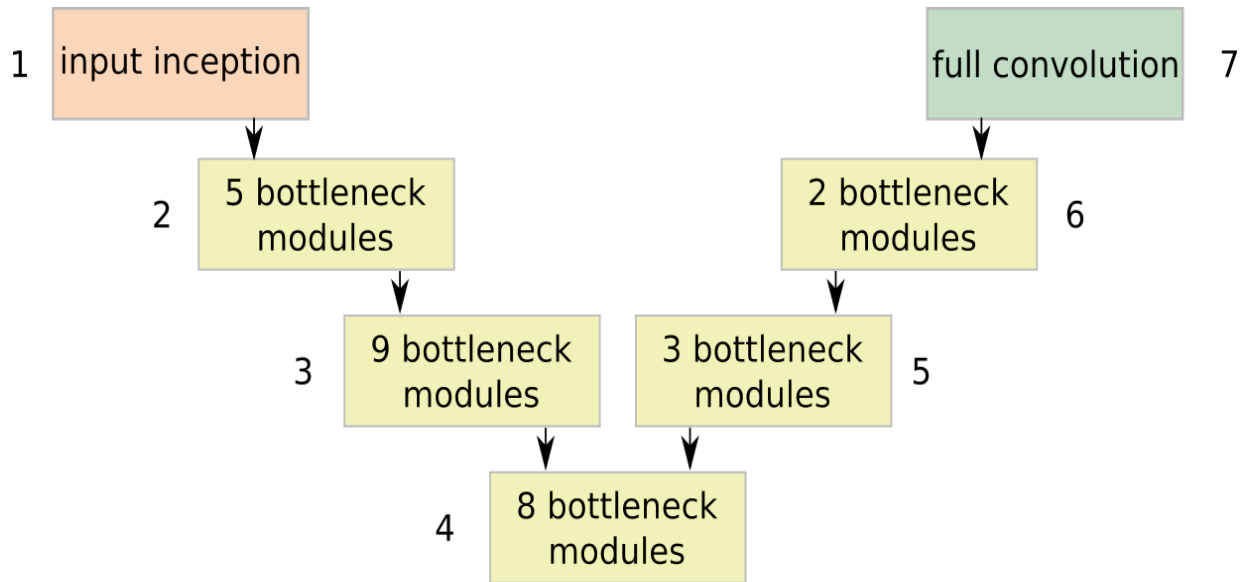 1
input inception
full convolution
7
2
5 bottleneck
modules
2 bottleneck
modules
6
3
9 bottleneck
modules
3 bottleneck
modules
5
4
8 bottleneck
modules